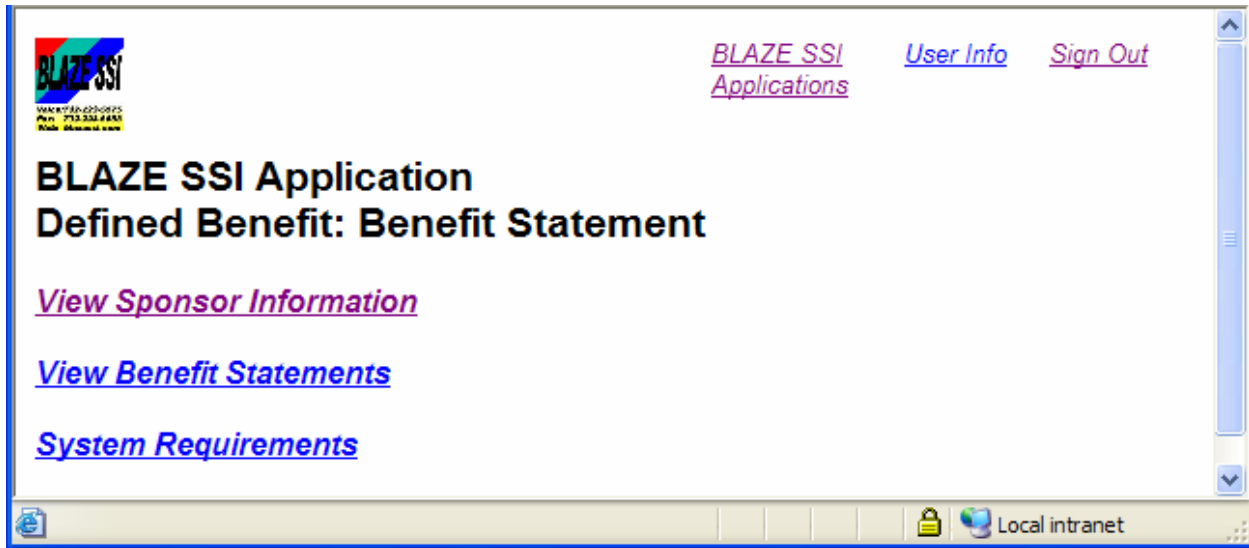 BLAZE SSI
BLAZE SSI User Info Sign Out
Applications
BLAZE SSI Application
Defined Benefit: Benefit Statement
View Sponsor Information
View Benefit Statements
System Requirements
Local intranet